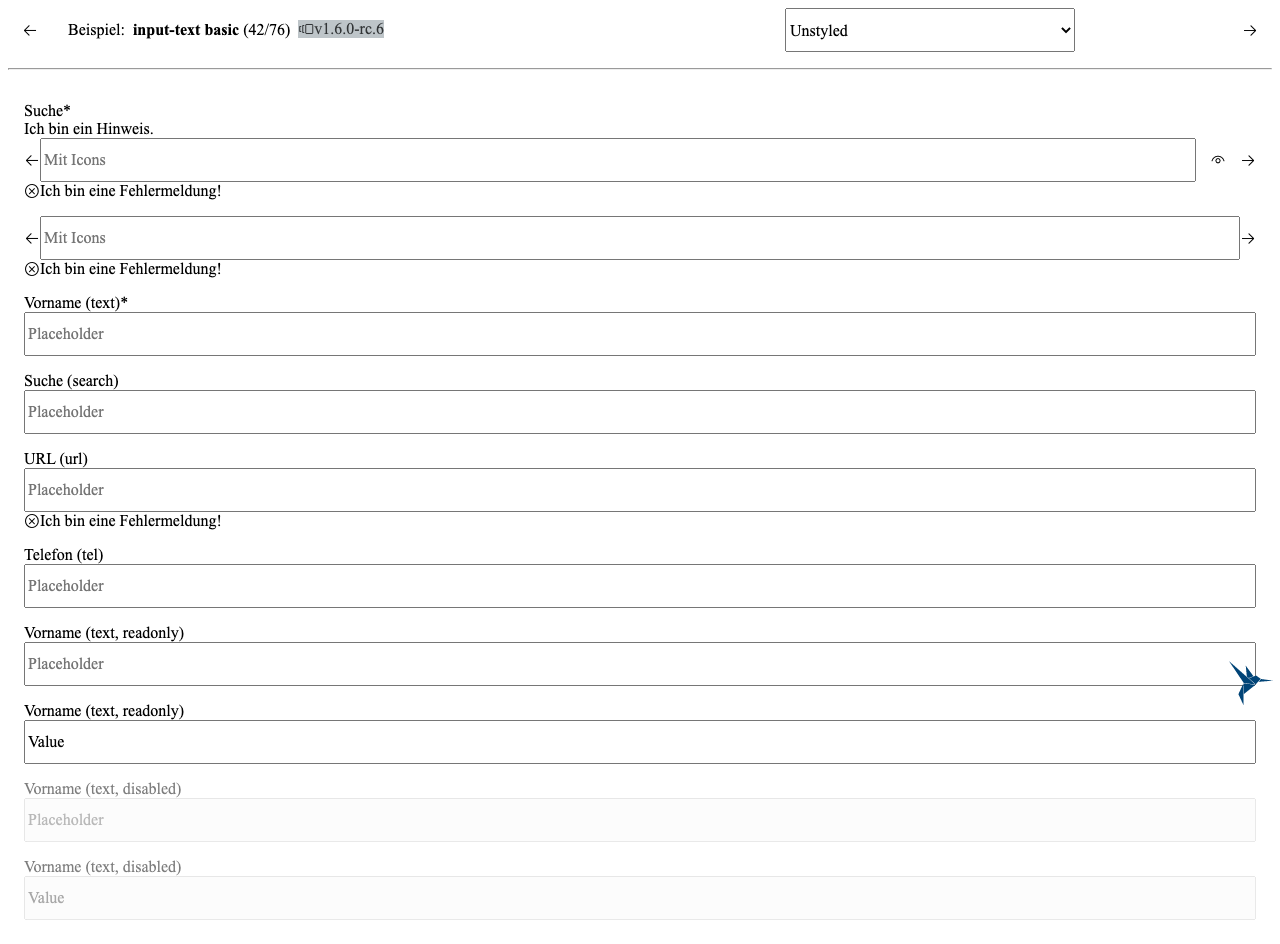 Beispiel: input-text basic (42/76) v1.6.0-rc.6 Unstyled
Suche*
Ich bin ein Hinweis.
Mit Icons
Ich bin eine Fehlermeldung!
Mit Icons
Ich bin eine Fehlermeldung!
Vorname (text)*
Placeholder
Suche (search)
Placeholder
URL (url)
Placeholder
Ich bin eine Fehlermeldung!
Telefon (tel)
Placeholder
Vorname (text, readonly)
Placeholder
Vorname (text, readonly)
Value
Vorname (text, disabled)
Placeholder
Vorname (text, disabled)
Value